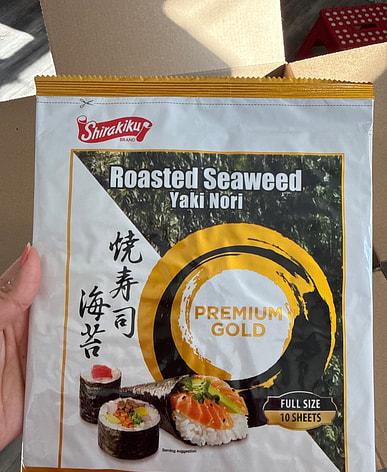 Shirakiku
BRAND
Roasted Seaweed
Yaki Nori
焼寿司
海苔
PREMIUM
GOLD
FULL SIZE
10 SHEETS
Serving suggestion